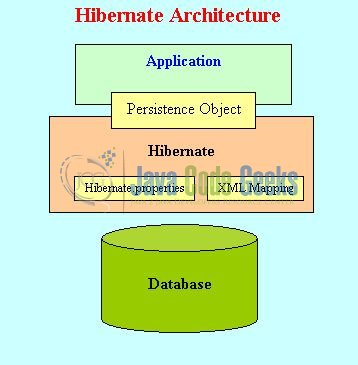 Hibernate Architecture
Application
Persistence Object
Hibernate
Java Code Geeks
Hibernate properties
XML Mapping
Database